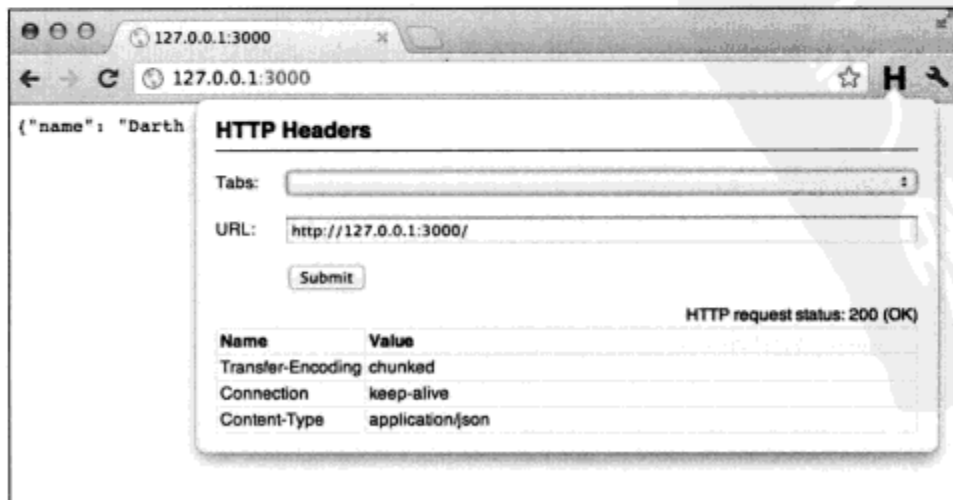 127.0.0.1:3000
127.0.0.1:3000
H
{"name": "Darth
HTTP Headers
Tabs:
URL: http://127.0.0.1:3000/
Submit
HTTP request status: 200 (OK)
Name Value
Transfer-Encoding chunked
Connection keep-alive
Content-Type application/json